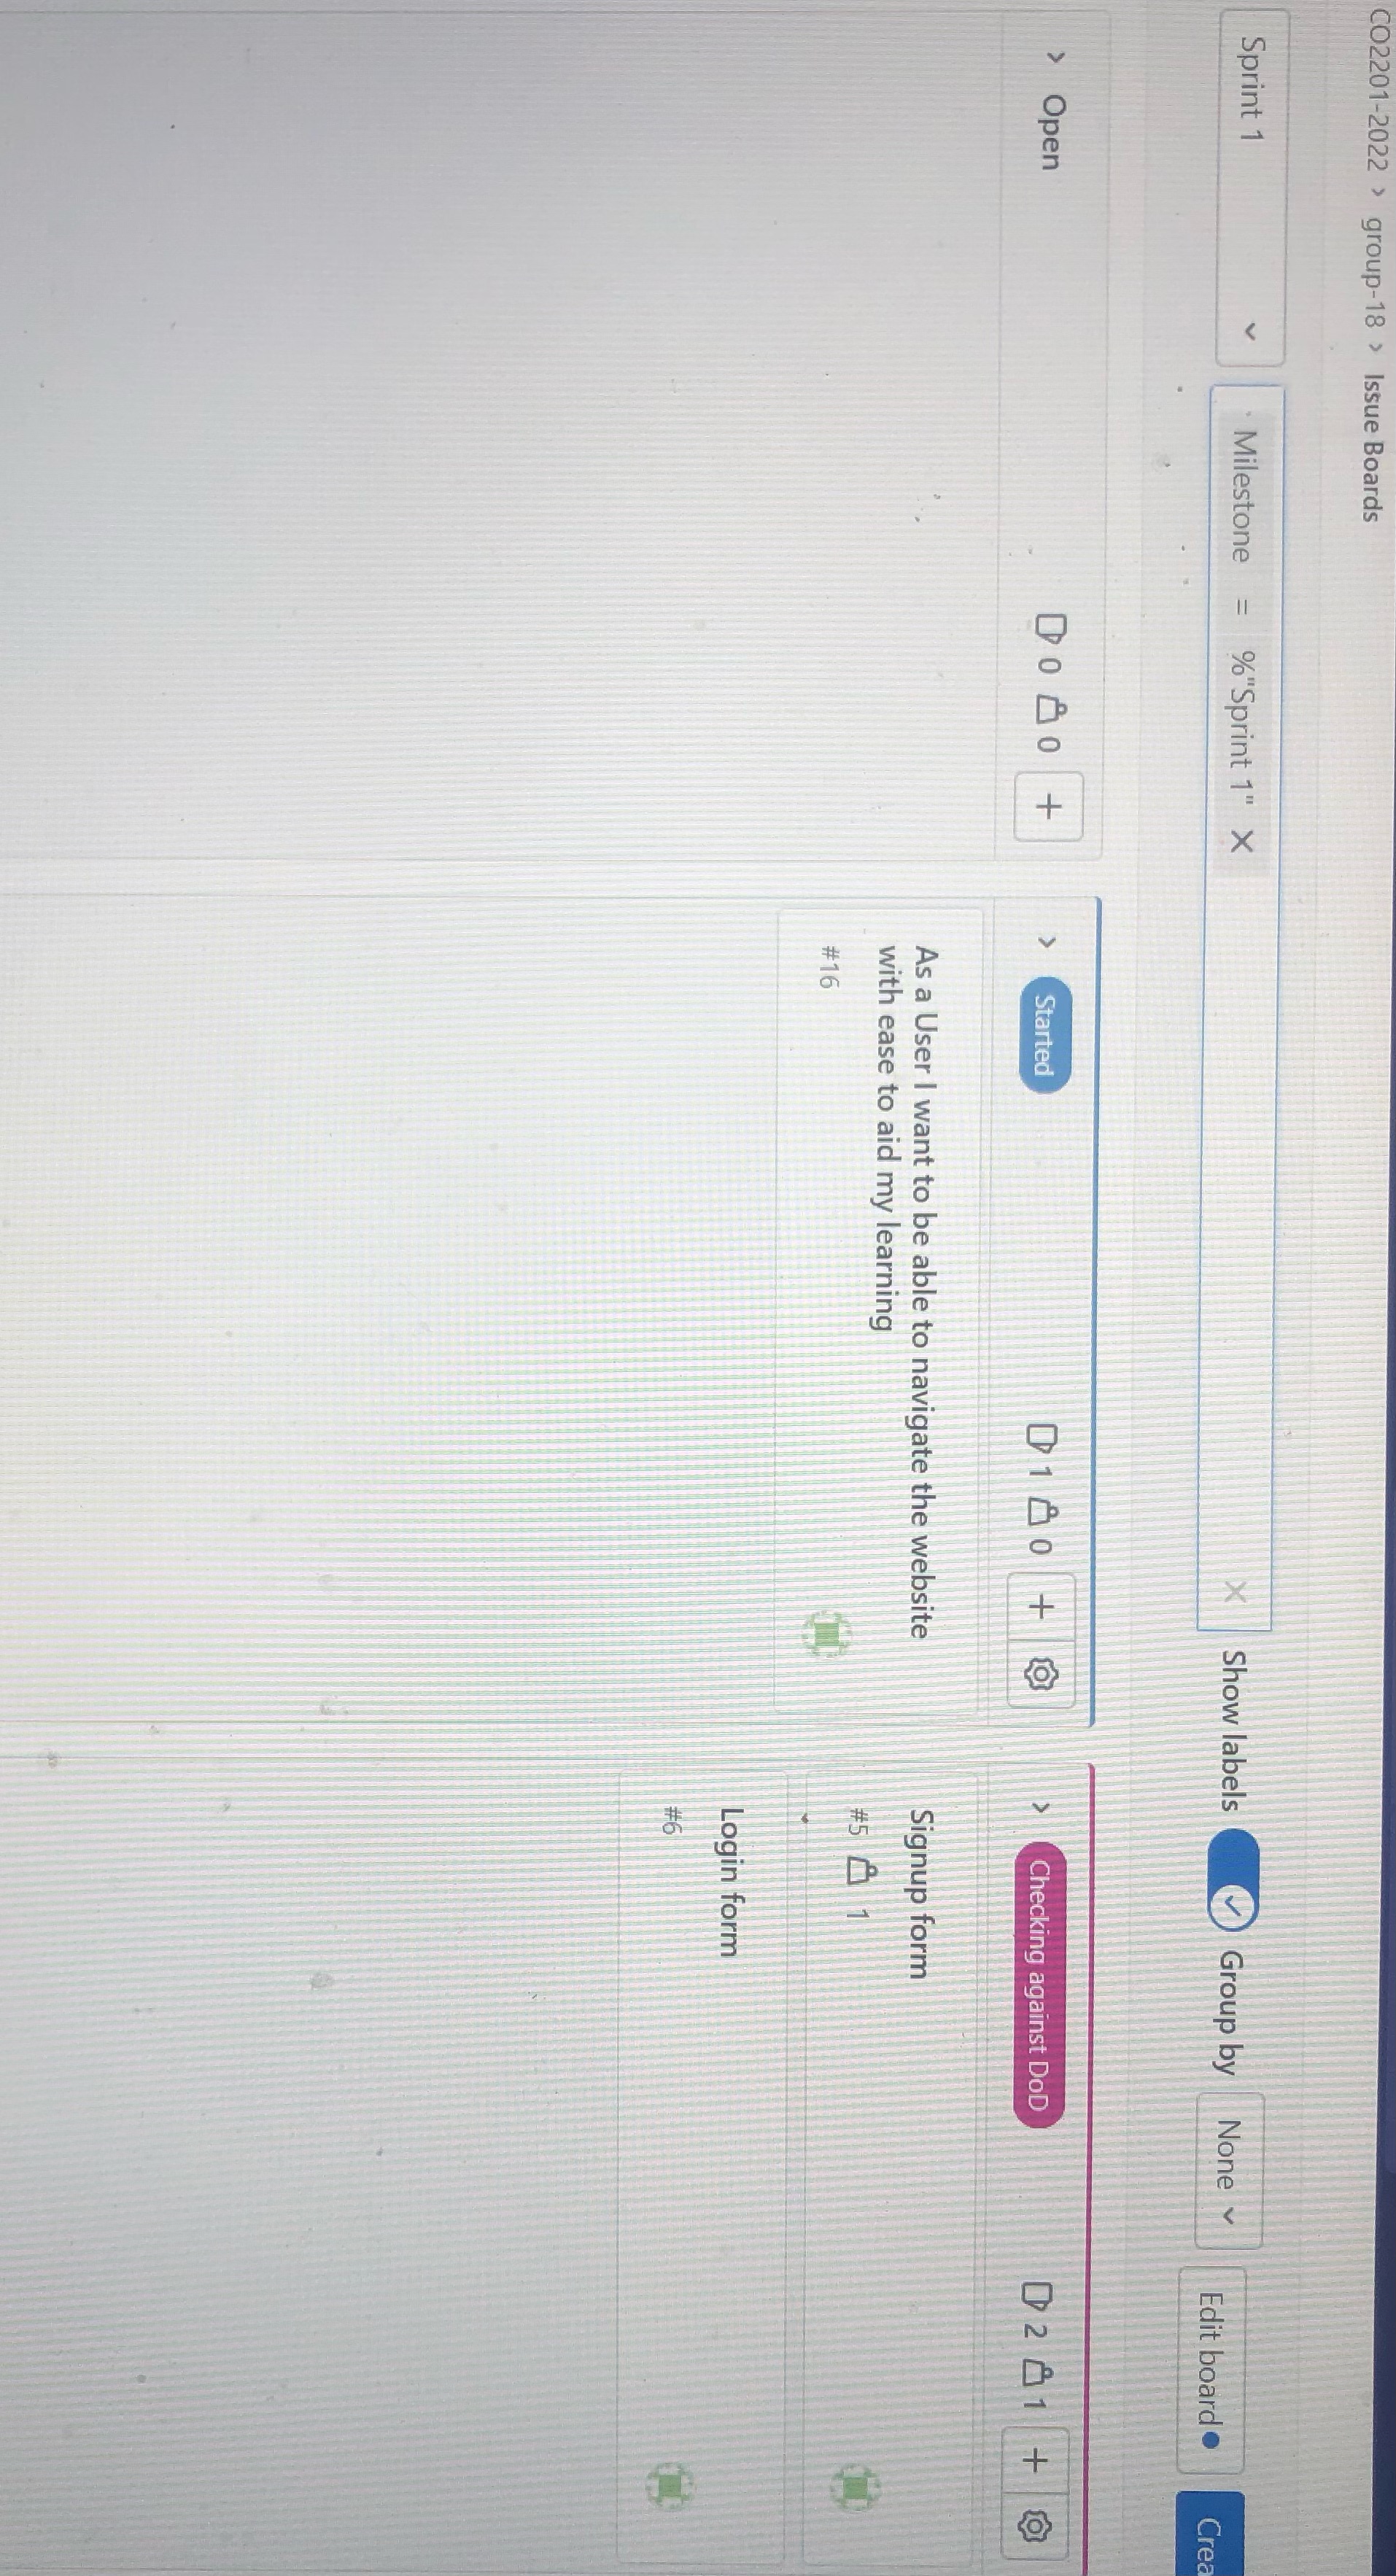 CO2201-2022 > group-18 > Issue Boards
Sprint 1
Milestone = %"Sprint 1"
Show labels
Group by
None
Edit board
Crea
Open
0 0 +
Started
1 0 +
As a User I want to be able to navigate the website
with ease to aid my learning
#16
Checking against DoD
2 1 +
Signup form
#5 1
Login form
#6